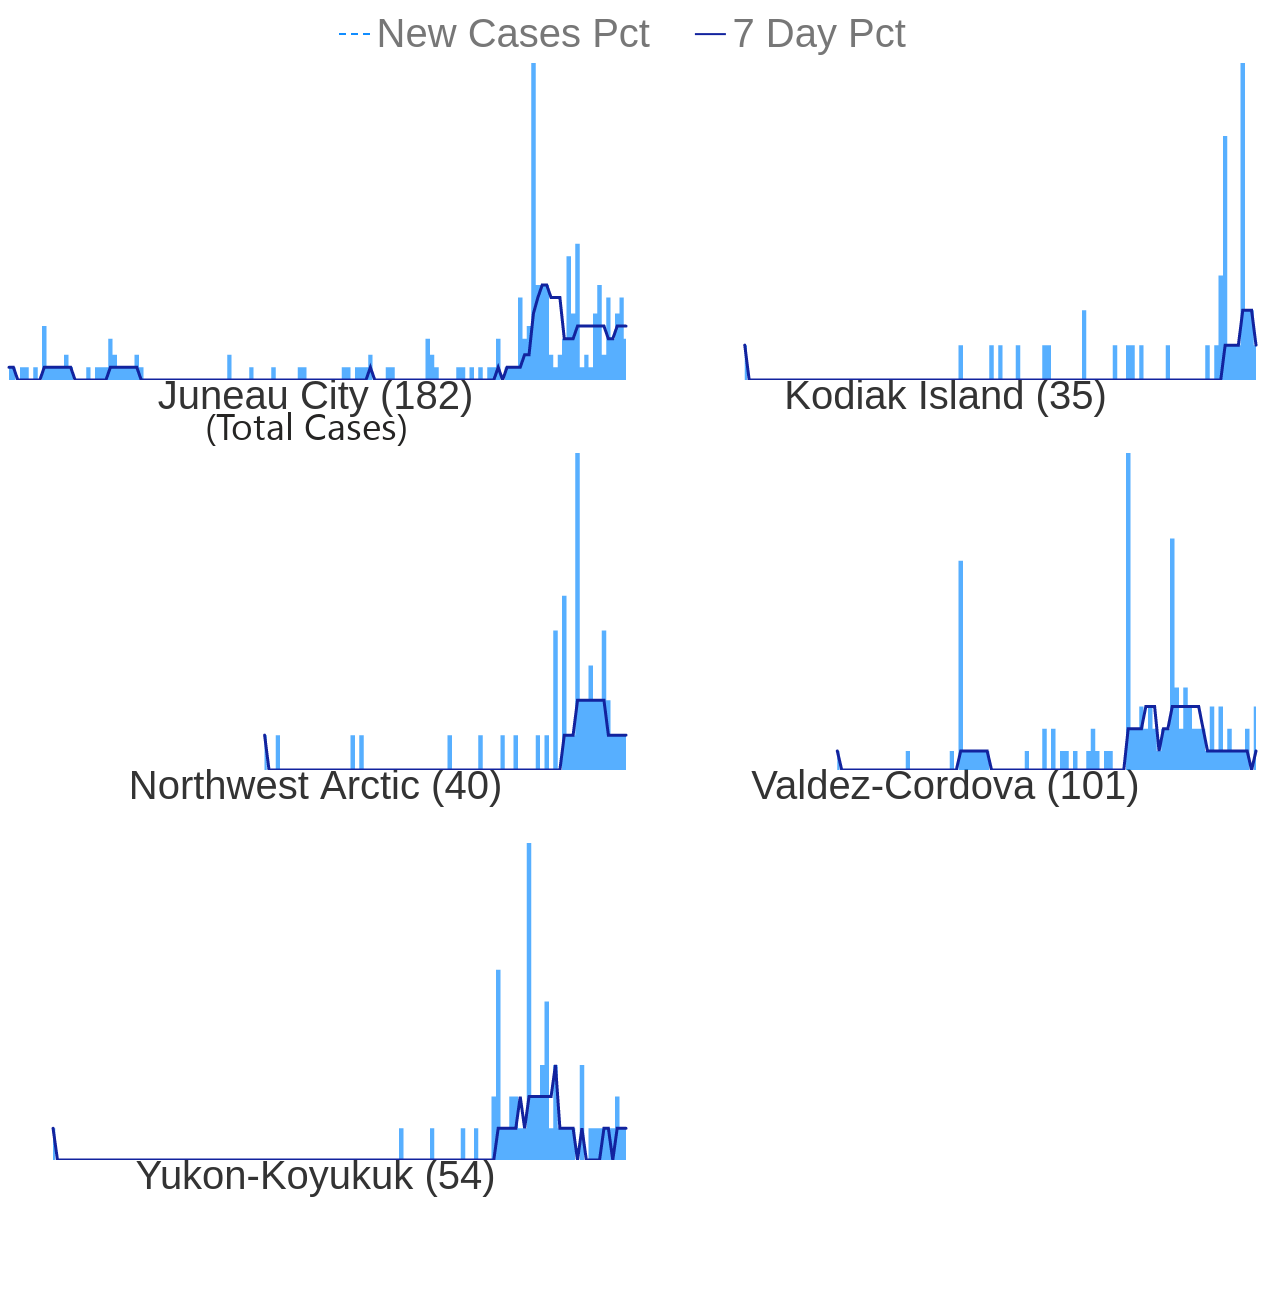 New Cases Pct 7 Day Pct
Juneau City (182)
(Total Cases)
Kodiak Island (35)
Northwest Arctic (40)
Valdez-Cordova (101)
Yukon-Koyukuk (54)